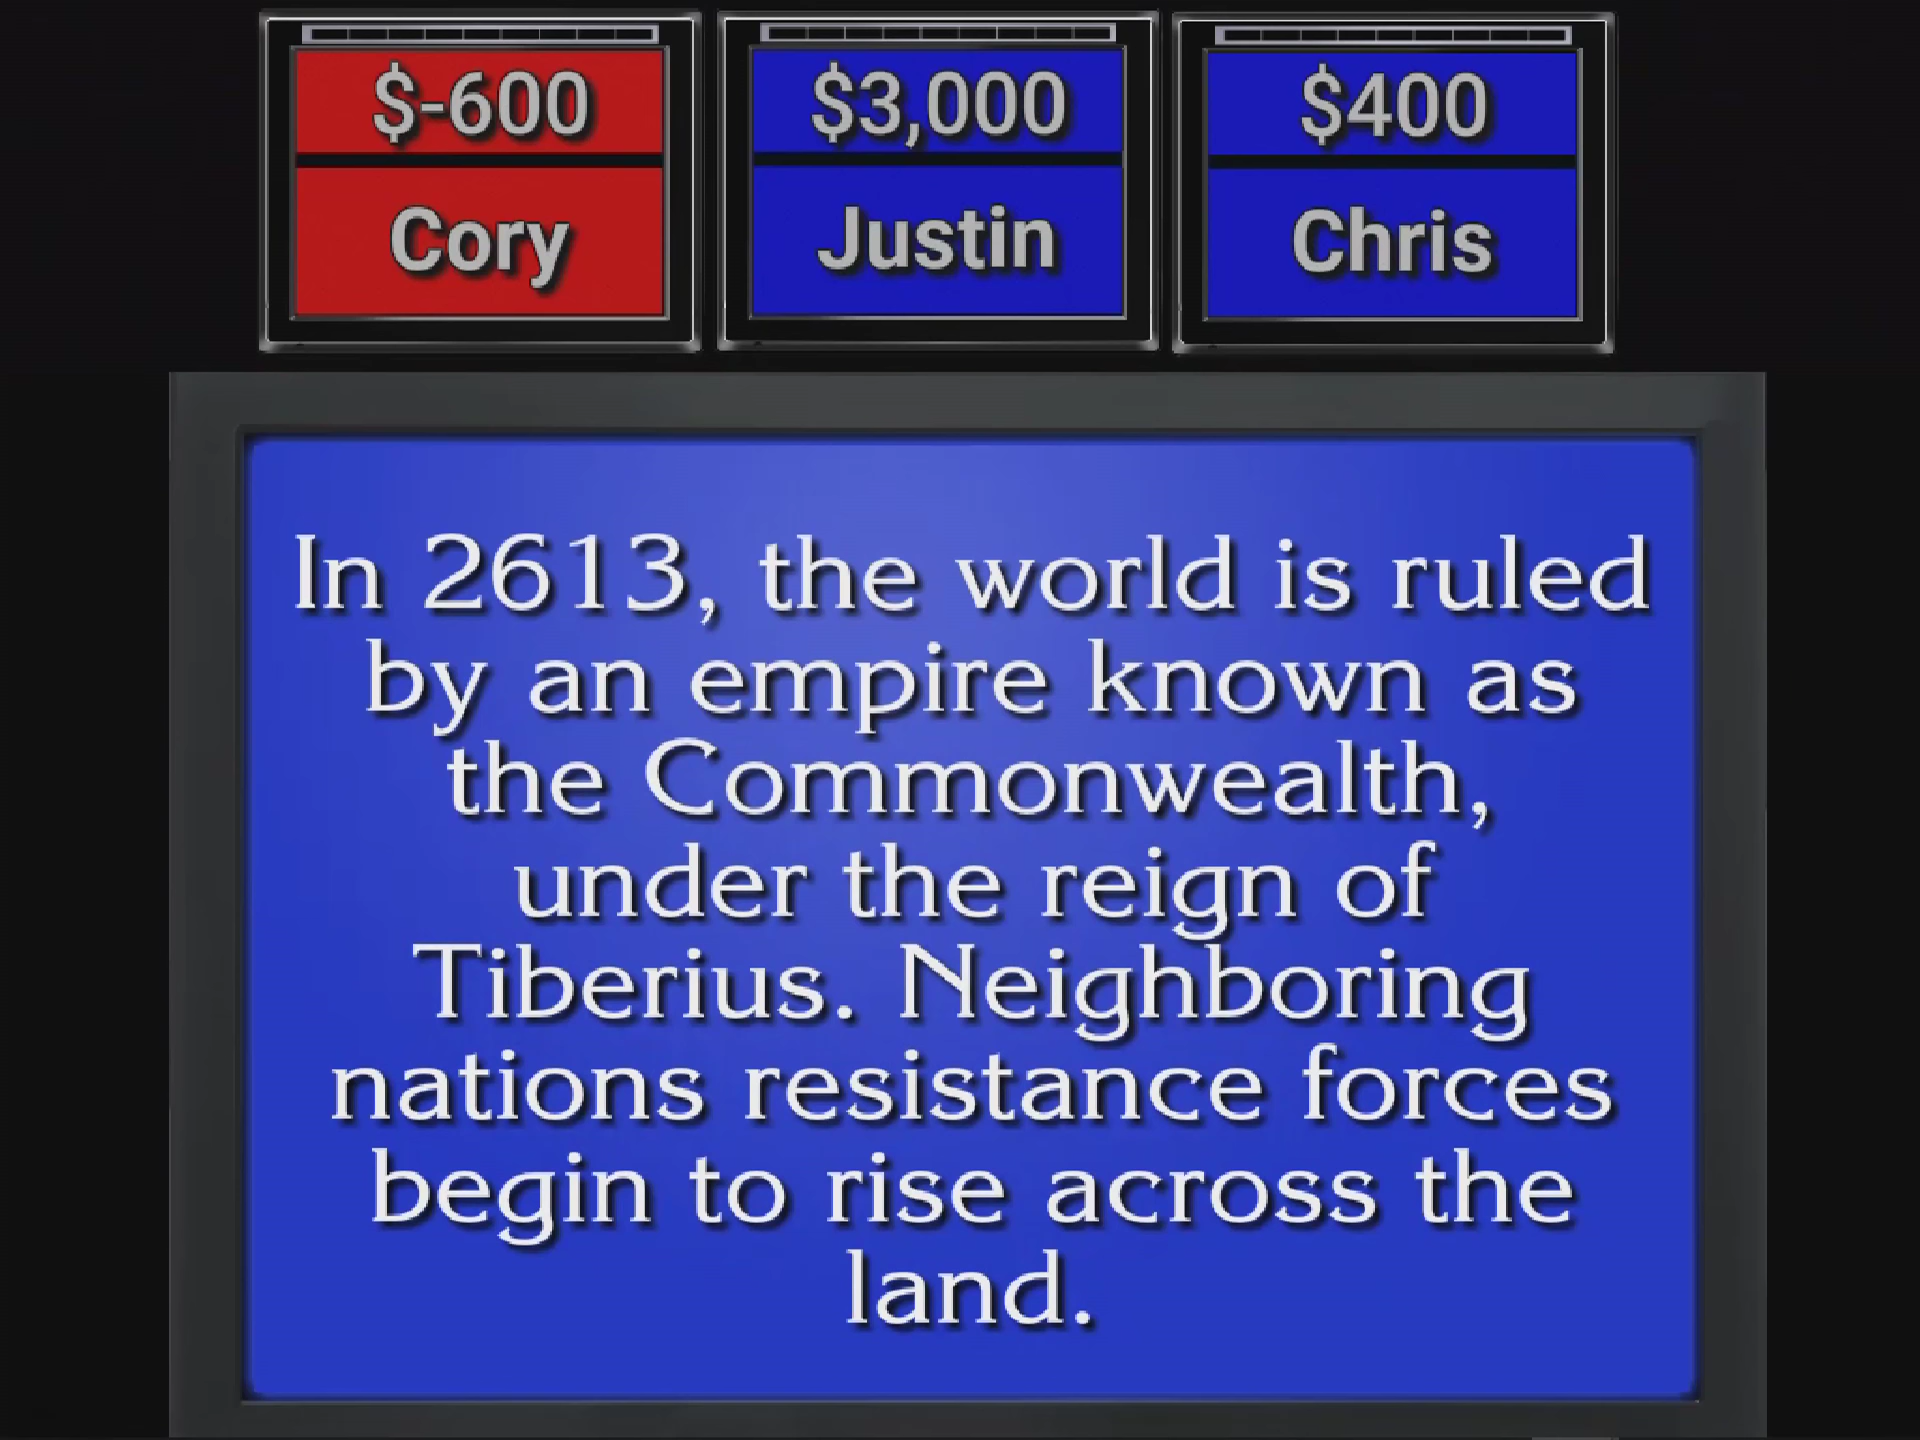 $-600
$3,000
$400
Cory
Justin
Chris
In 2613, the world is ruled
by an empire known as
the Commonwealth,
under the reign of
Tiberius. Neighboring
nations resistance forces
begin to rise across the
land.